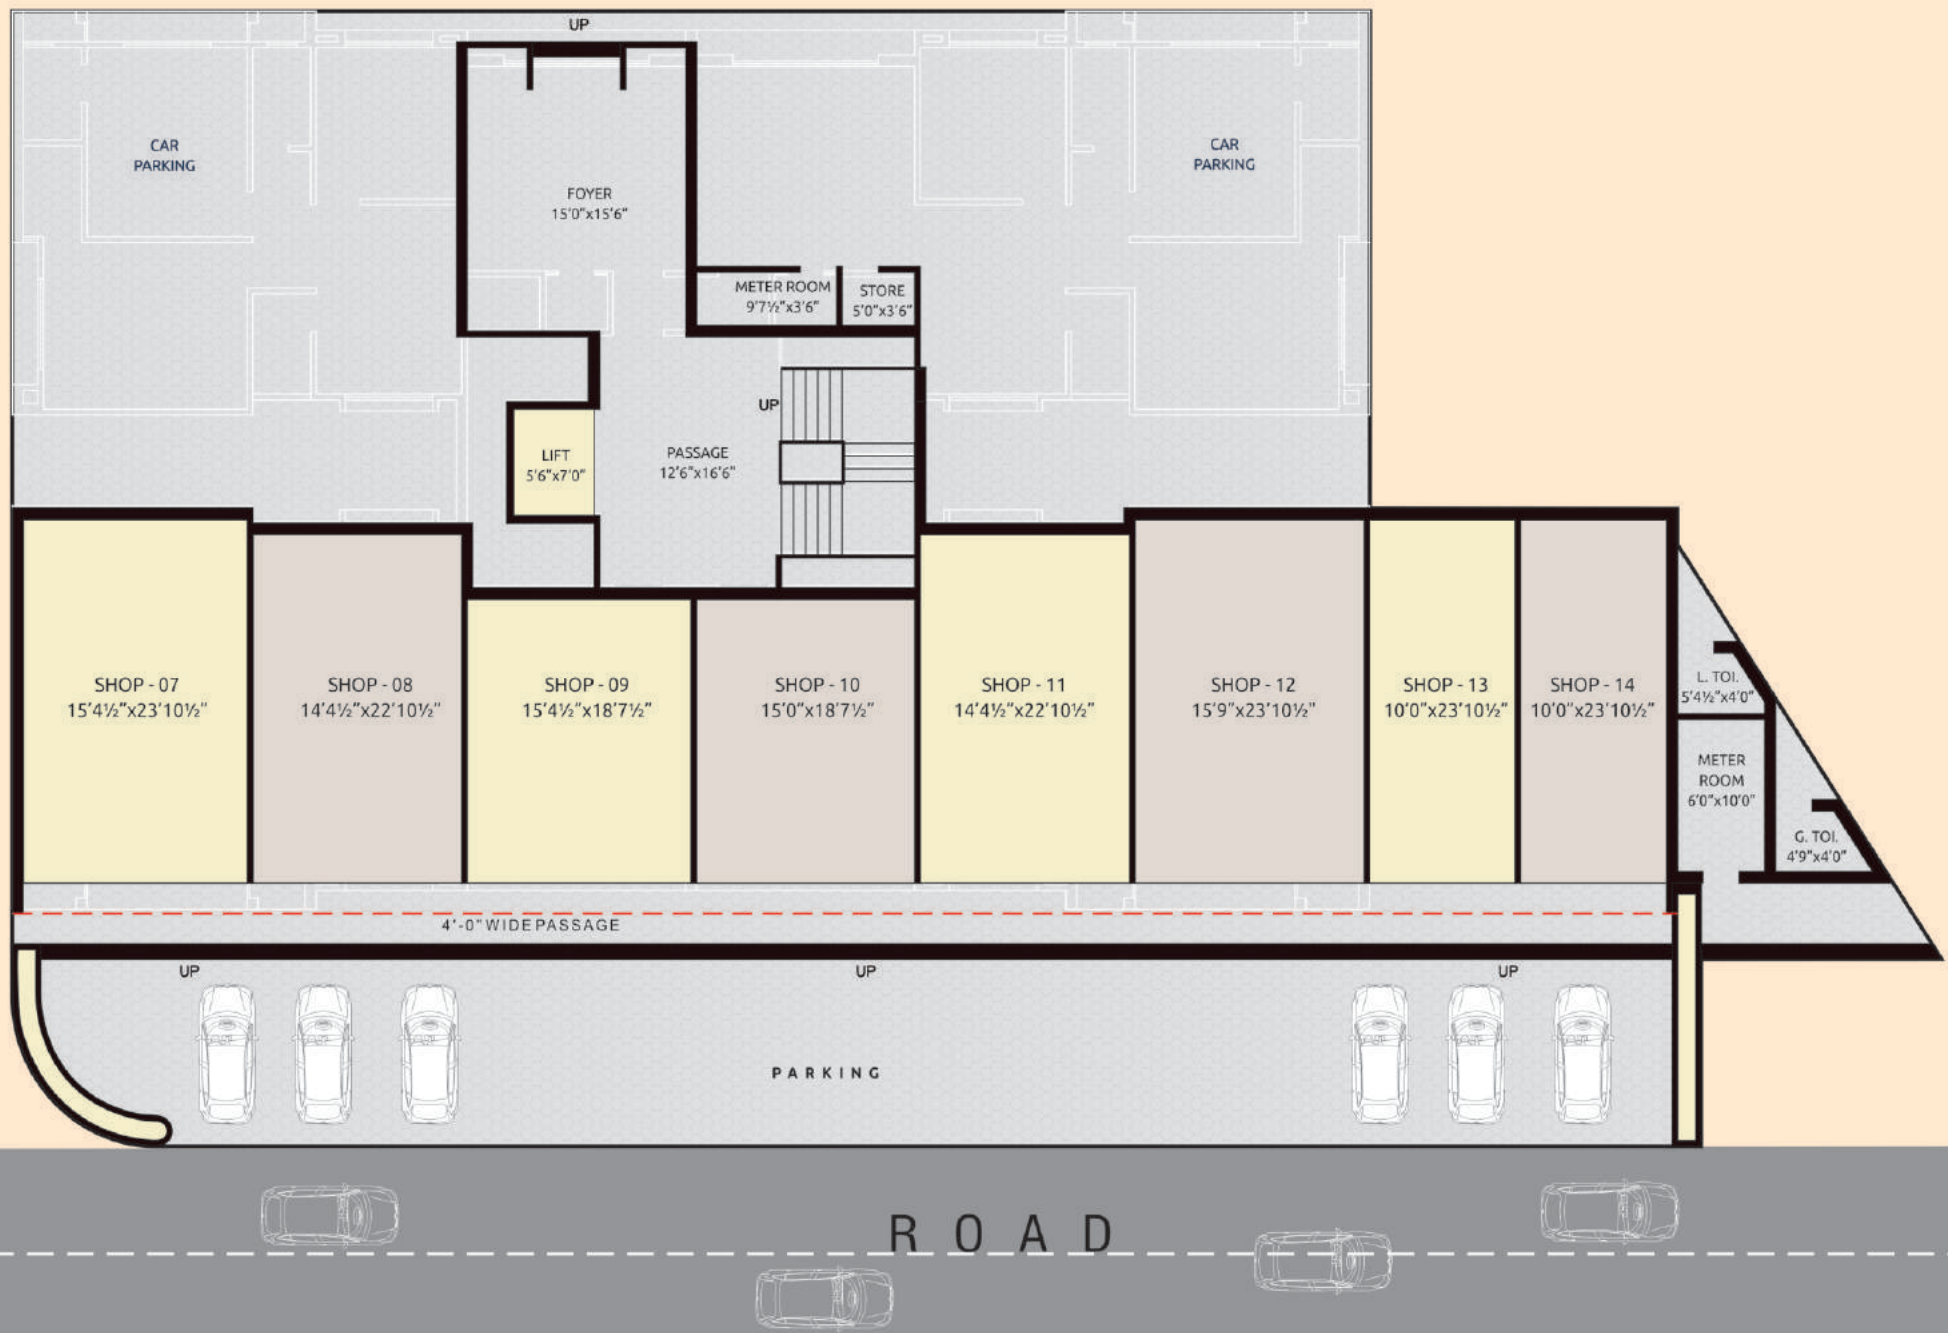 UP
CAR
PARKING
CAR
PARKING
FOYER
15'0"x15'6"
METER ROOM
9'7½"x3'6"
STORE
5'0"x3'6"
UP
LIFT
5'6"x7'0"
PASSAGE
12'6"x16'6"
SHOP - 07
15'4½"x23'10½"
SHOP - 08
14'4½"x22'10½"
SHOP - 09
15'4½"x18'7½"
SHOP - 10
15'0"x18'7½"
SHOP - 11
14'4½"x22'10½"
SHOP - 12
15'9"x23'10½"
SHOP - 13
10'0"x23'10½"
SHOP - 14
10'0"x23'10½"
L. TOI.
5'4½"x4'0"
METER
ROOM
6'0"x10'0"
G. TOI.
4'9"x4'0"
4'-0" WIDE PASSAGE
UP
UP
UP
PARKING
ROAD